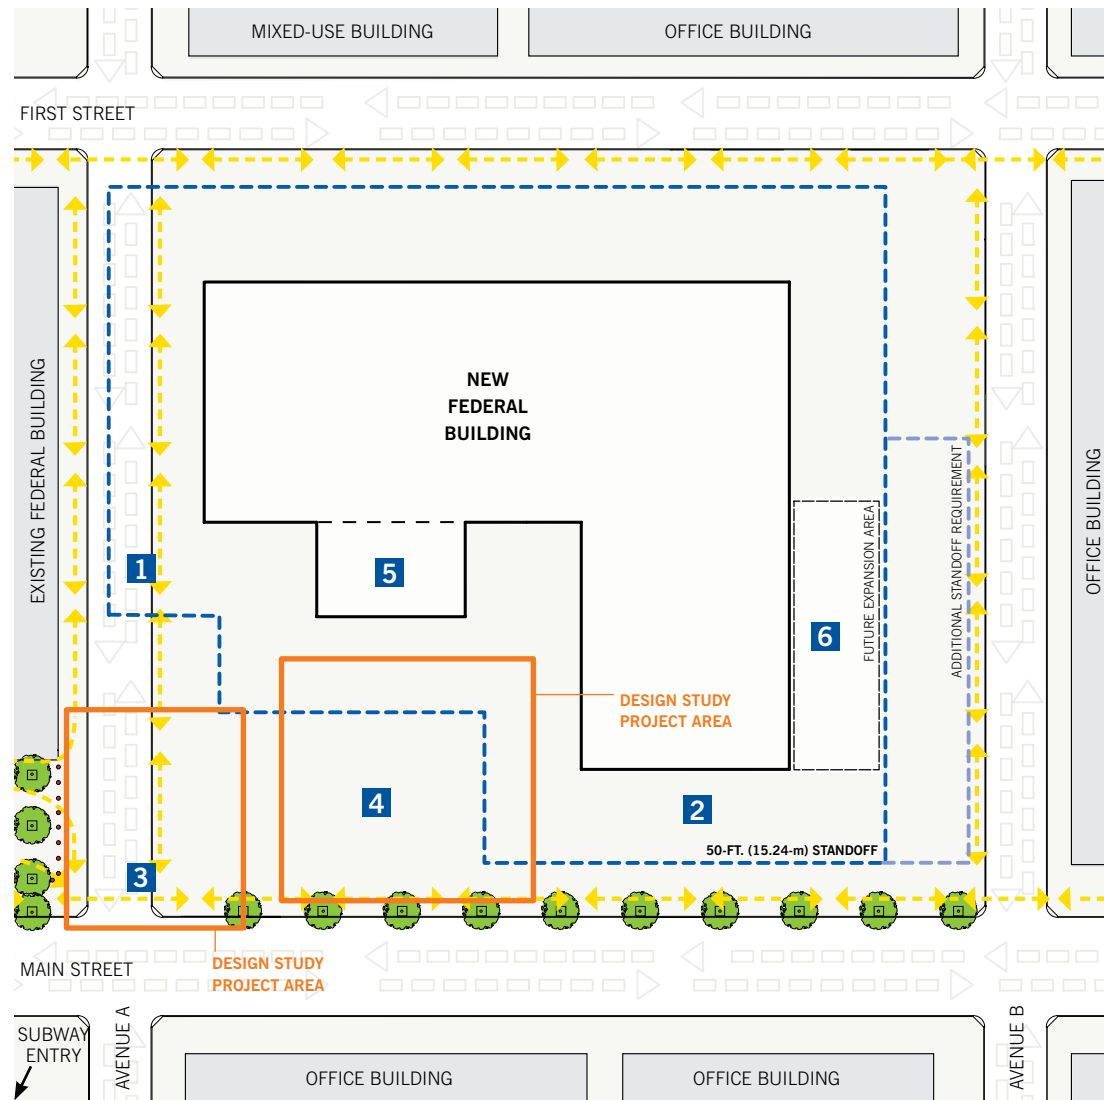 MIXED-USE BUILDING
OFFICE BUILDING
FIRST STREET
NEW
FEDERAL
BUILDING
EXISTING FEDERAL BUILDING
OFFICE BUILDING
ADDITIONAL STANDOFF REQUIREMENT
FUTURE EXPANSION AREA
1
5
6
DESIGN STUDY
PROJECT AREA
4
2
50-FT. (15.24-m) STANDOFF
3
DESIGN STUDY
PROJECT AREA
MAIN STREET
SUBWAY
ENTRY
AVENUE A
AVENUE B
OFFICE BUILDING
OFFICE BUILDING